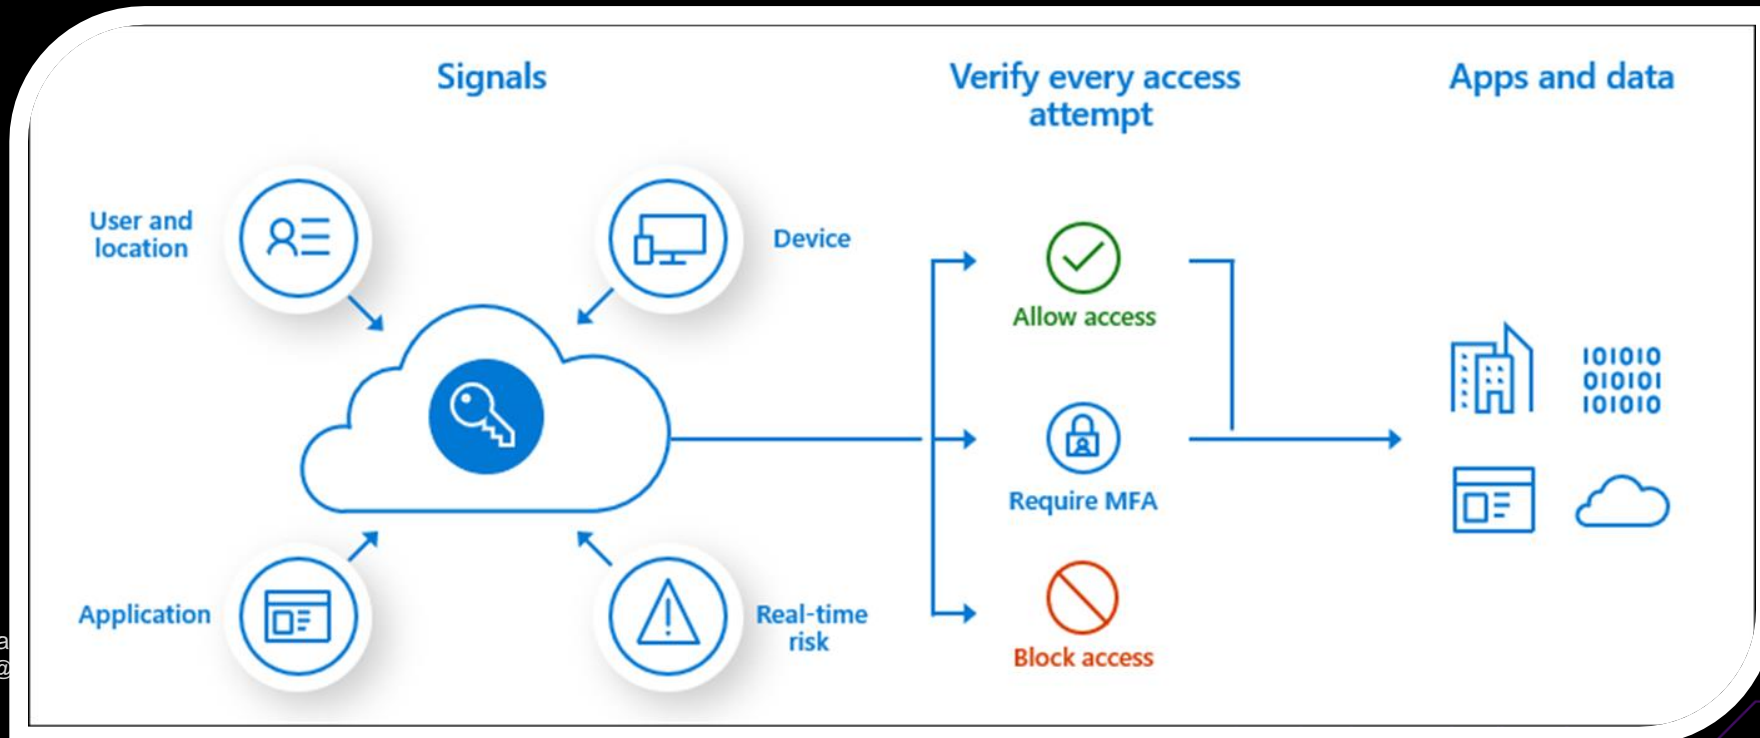 Signals
Verify every access
attempt
Apps and data
User and
location
Device
Allow access
101010
010101
101010
Require MFA
Application
Real-time
risk
Block access
a
@